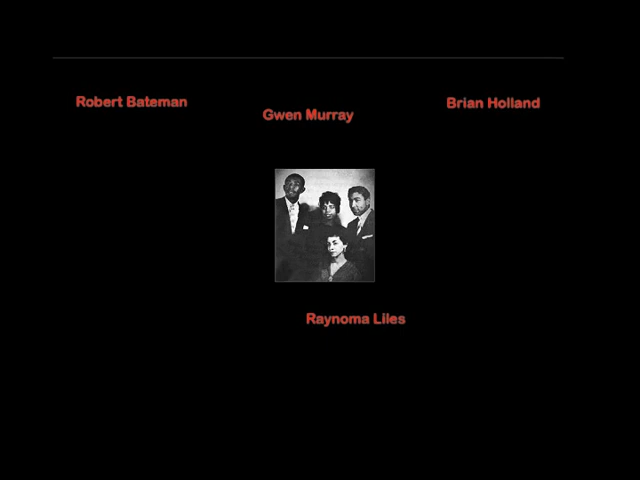 Robert Bateman
Gwen Murray
Brian Holland
Raynoma Liles